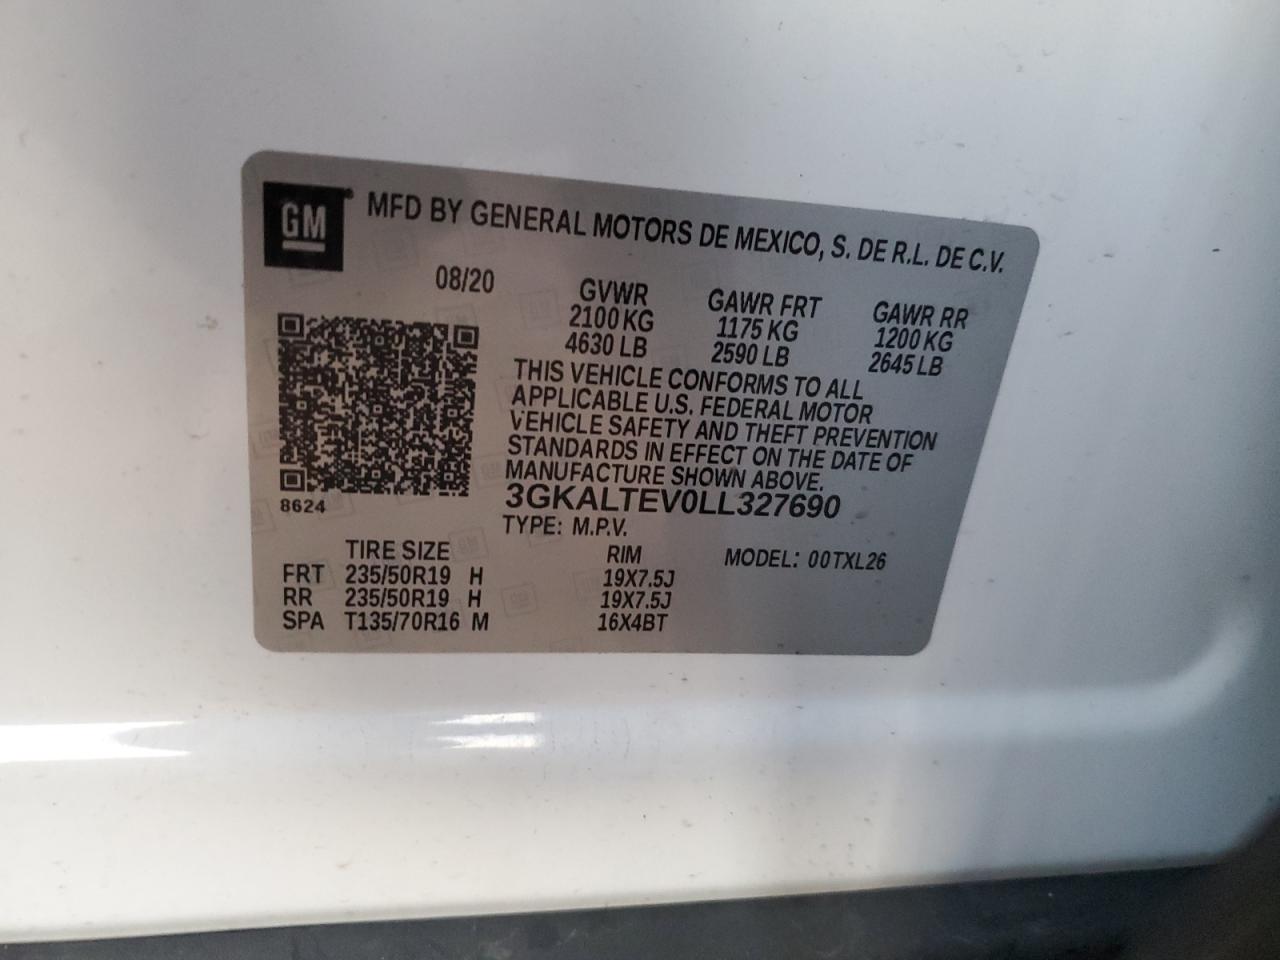 GM® MFD BY GENERAL MOTORS DE MEXICO, S. DE R.L. DE C.V.
08/20
GVWR GAWR FRT GAWR RR
2100 KG 1175 KG 1200 KG
4630 LB 2590 LB 2645 LB
THIS VEHICLE CONFORMS TO ALL
APPLICABLE U.S. FEDERAL MOTOR
VEHICLE SAFETY AND THEFT PREVENTION
STANDARDS IN EFFECT ON THE DATE OF
MANUFACTURE SHOWN ABOVE.
8624
3GKALTEV0LL327690
TYPE: M.P.V.
TIRE SIZE RIM MODEL: 00TXL26
FRT 235/50R19 H 19X7.5J
RR 235/50R19 H 19X7.5J
SPA T135/70R16 M 16X4BT